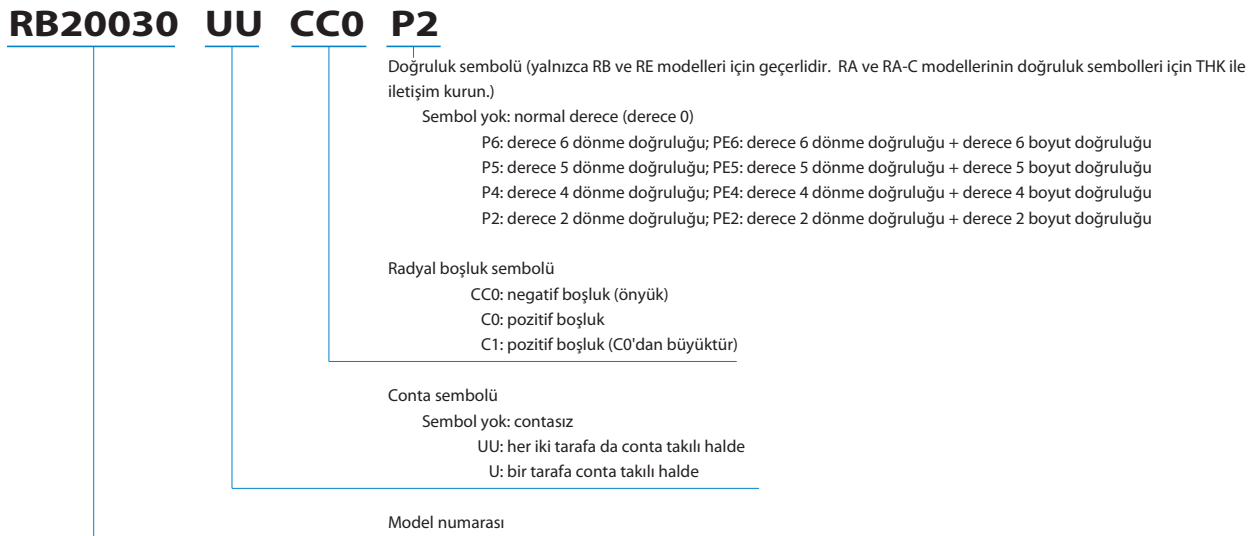 RB20030 UU CC0 P2
Doğruluk sembolü (yalnızca RB ve RE modelleri için geçerlidir. RA ve RA-C modellerinin doğruluk sembolleri için THK ile
iletişim kurun.)
Sembol yok: normal derece (derece 0)
P6: derece 6 dönme doğruluğu; PE6: derece 6 dönme doğruluğu + derece 6 boyut doğruluğu
P5: derece 5 dönme doğruluğu; PE5: derece 5 dönme doğruluğu + derece 5 boyut doğruluğu
P4: derece 4 dönme doğruluğu; PE4: derece 4 dönme doğruluğu + derece 4 boyut doğruluğu
P2: derece 2 dönme doğruluğu; PE2: derece 2 dönme doğruluğu + derece 2 boyut doğruluğu
Radyal boşluk sembolü
CC0: negatif boşluk (önyük)
C0: pozitif boşluk
C1: pozitif boşluk (C0'dan büyüktür)
Conta sembolü
Sembol yok: contasız
UU: her iki tarafa da conta takılı halde
U: bir tarafa conta takılı halde
Model numarası